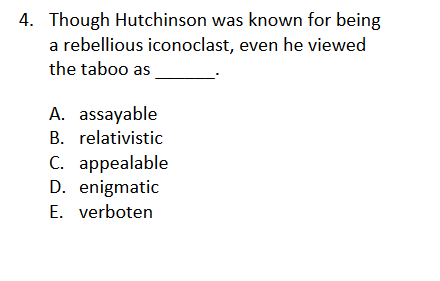 4. Though Hutchinson was known for being
a rebellious iconoclast, even he viewed
the taboo as ______.
A. assayable
B. relativistic
C. appealable
D. enigmatic
E. verboten